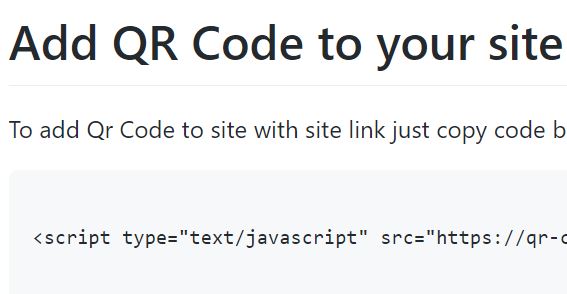 Add QR Code to your site
To add Qr Code to site with site link just copy code b
<script type="text/javascript" src="https://qr-c